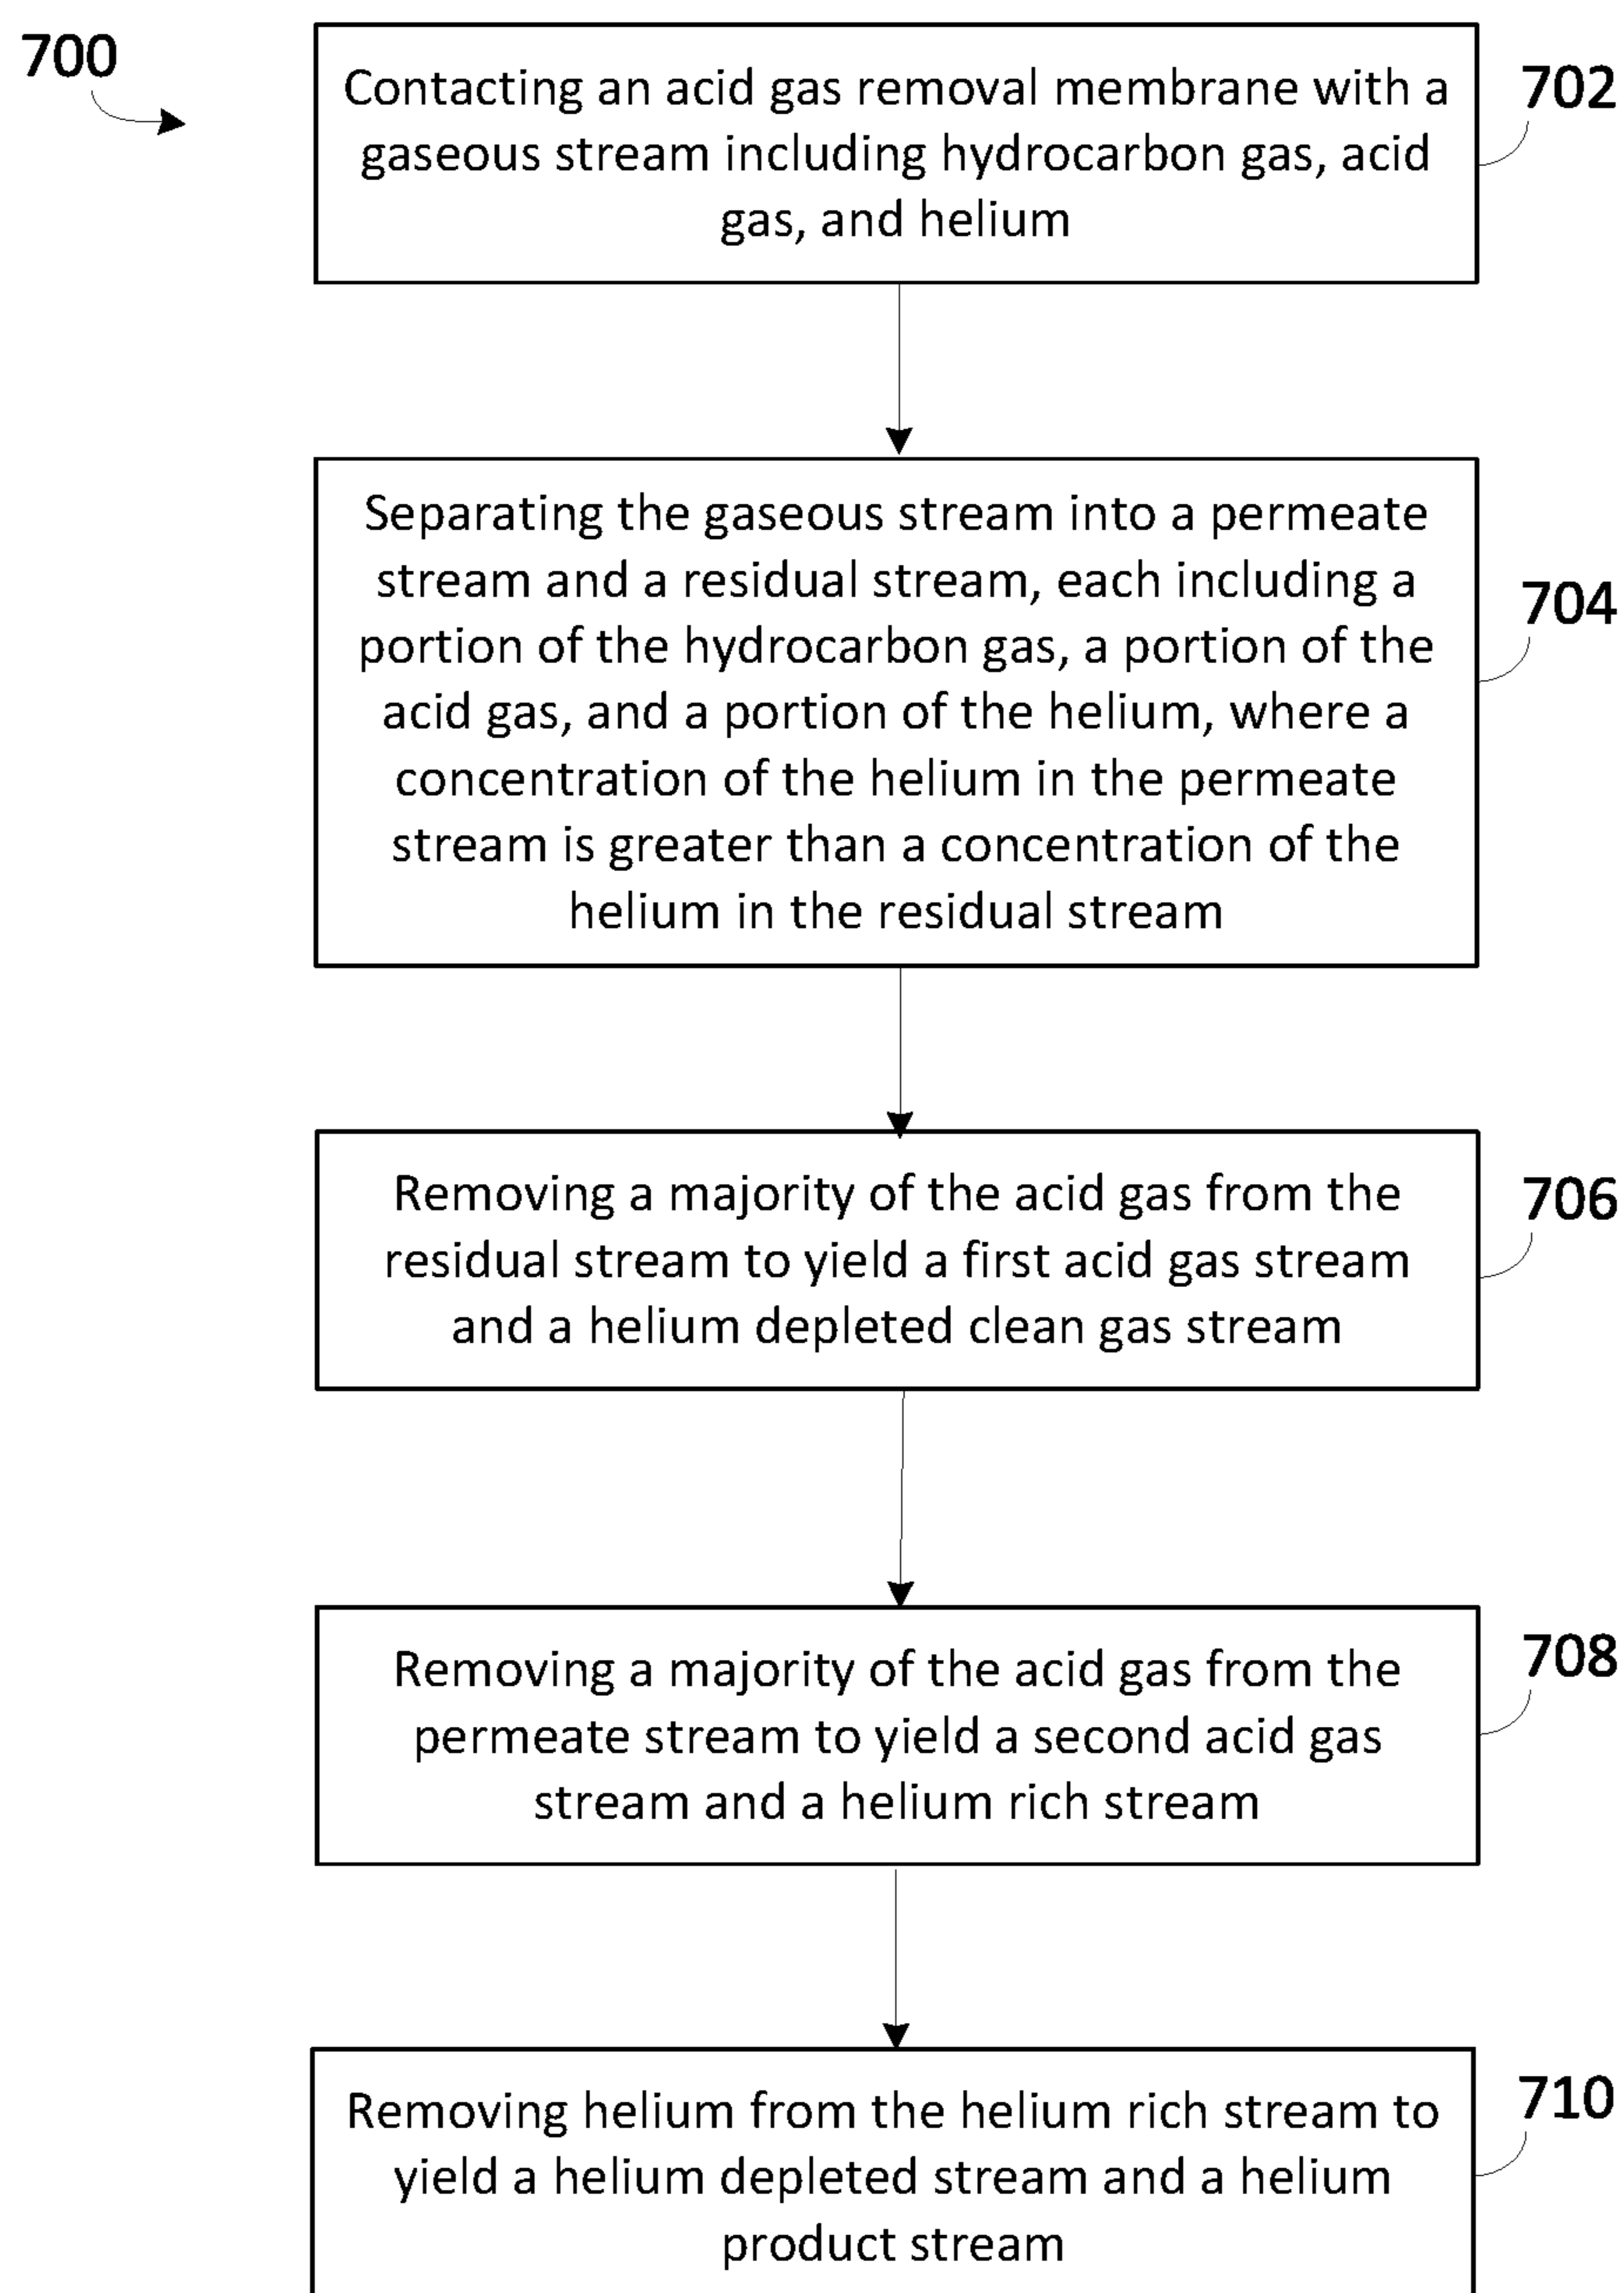 700
Contacting an acid gas removal membrane with a
gaseous stream including hydrocarbon gas, acid
gas, and helium
702
Separating the gaseous stream into a permeate
stream and a residual stream, each including a
portion of the hydrocarbon gas, a portion of the
acid gas, and a portion of the helium, where a
concentration of the helium in the permeate
stream is greater than a concentration of the
helium in the residual stream
704
Removing a majority of the acid gas from the
residual stream to yield a first acid gas stream
and a helium depleted clean gas stream
706
Removing a majority of the acid gas from the
permeate stream to yield a second acid gas
stream and a helium rich stream
708
Removing helium from the helium rich stream to
yield a helium depleted stream and a helium
product stream
710